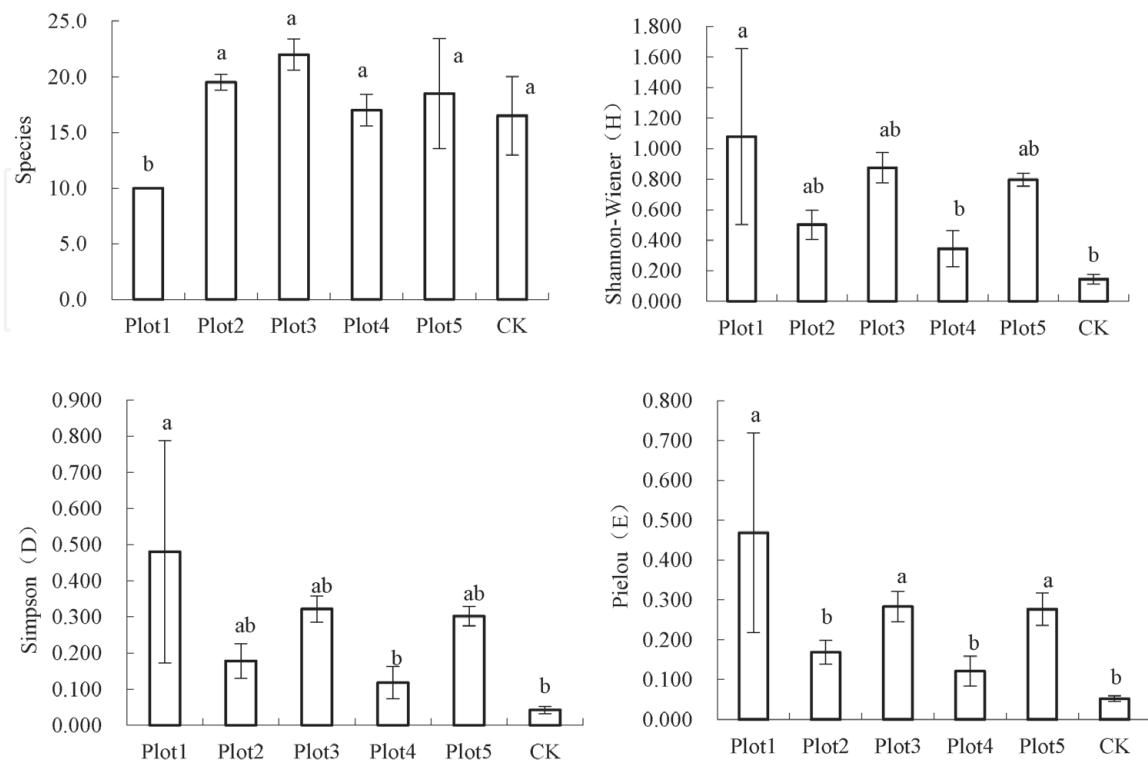 Species
25.0
20.0
15.0
10.0
5.0
0.0
b
a
a
a
a
a
Plot1 Plot2 Plot3 Plot4 Plot5 CK
Shannon-Wiener（H）
1.800
1.600
1.400
1.200
1.000
0.800
0.600
0.400
0.200
0.000
a
ab
ab
b
ab
b
Plot1 Plot2 Plot3 Plot4 Plot5 CK
Simpson（D）
0.900
0.800
0.700
0.600
0.500
0.400
0.300
0.200
0.100
0.000
a
ab
ab
b
ab
b
Plot1 Plot2 Plot3 Plot4 Plot5 CK
Pielou（E）
0.800
0.700
0.600
0.500
0.400
0.300
0.200
0.100
0.000
a
b
a
b
a
b
Plot1 Plot2 Plot3 Plot4 Plot5 CK